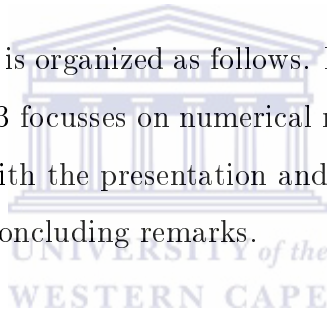 is organized as follows.
3 focusses on numerical
ith the presentation and
oncluding remarks.
UNIVERSITY of the
WESTERN CAPE